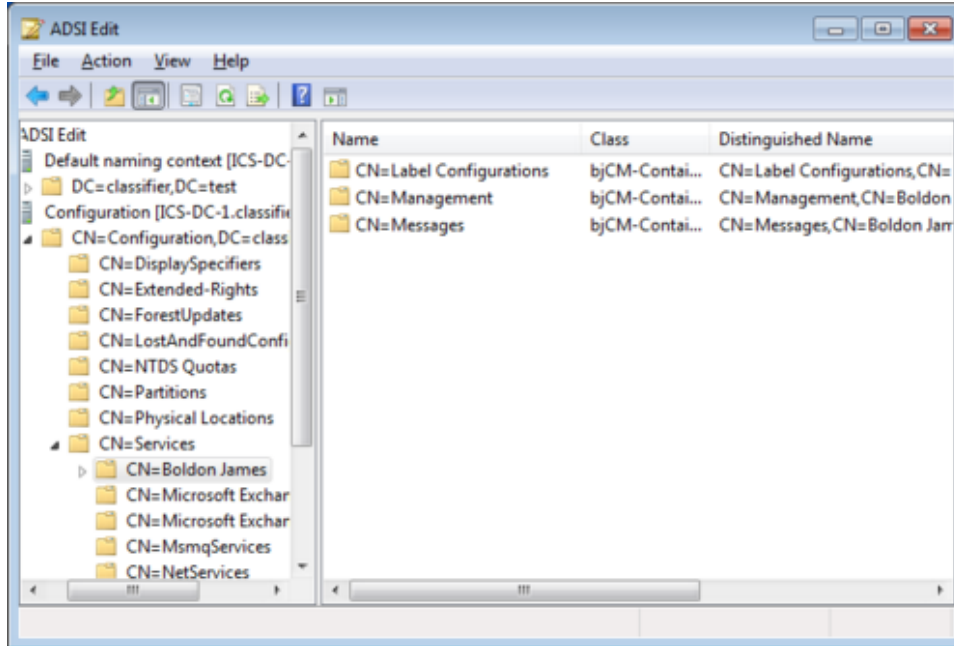 ADSI Edit
File Action View Help
ADSI Edit
Default naming context [ICS-DC-
DC=classifier,DC=test
Configuration [ICS-DC-1.classifie
CN=Configuration,DC=class
CN=DisplaySpecifiers
CN=Extended-Rights
CN=ForestUpdates
CN=LostAndFoundConfi
CN=NTDS Quotas
CN=Partitions
CN=Physical Locations
CN=Services
CN=Boldon James
CN=Microsoft Exchar
CN=Microsoft Exchar
CN=MsmqServices
CN=NetServices
Name Class Distinguished Name
CN=Label Configurations bjCM-Contai... CN=Label Configurations,CN=
CN=Management bjCM-Contai... CN=Management,CN=Boldon
CN=Messages bjCM-Contai... CN=Messages,CN=Boldon Jam